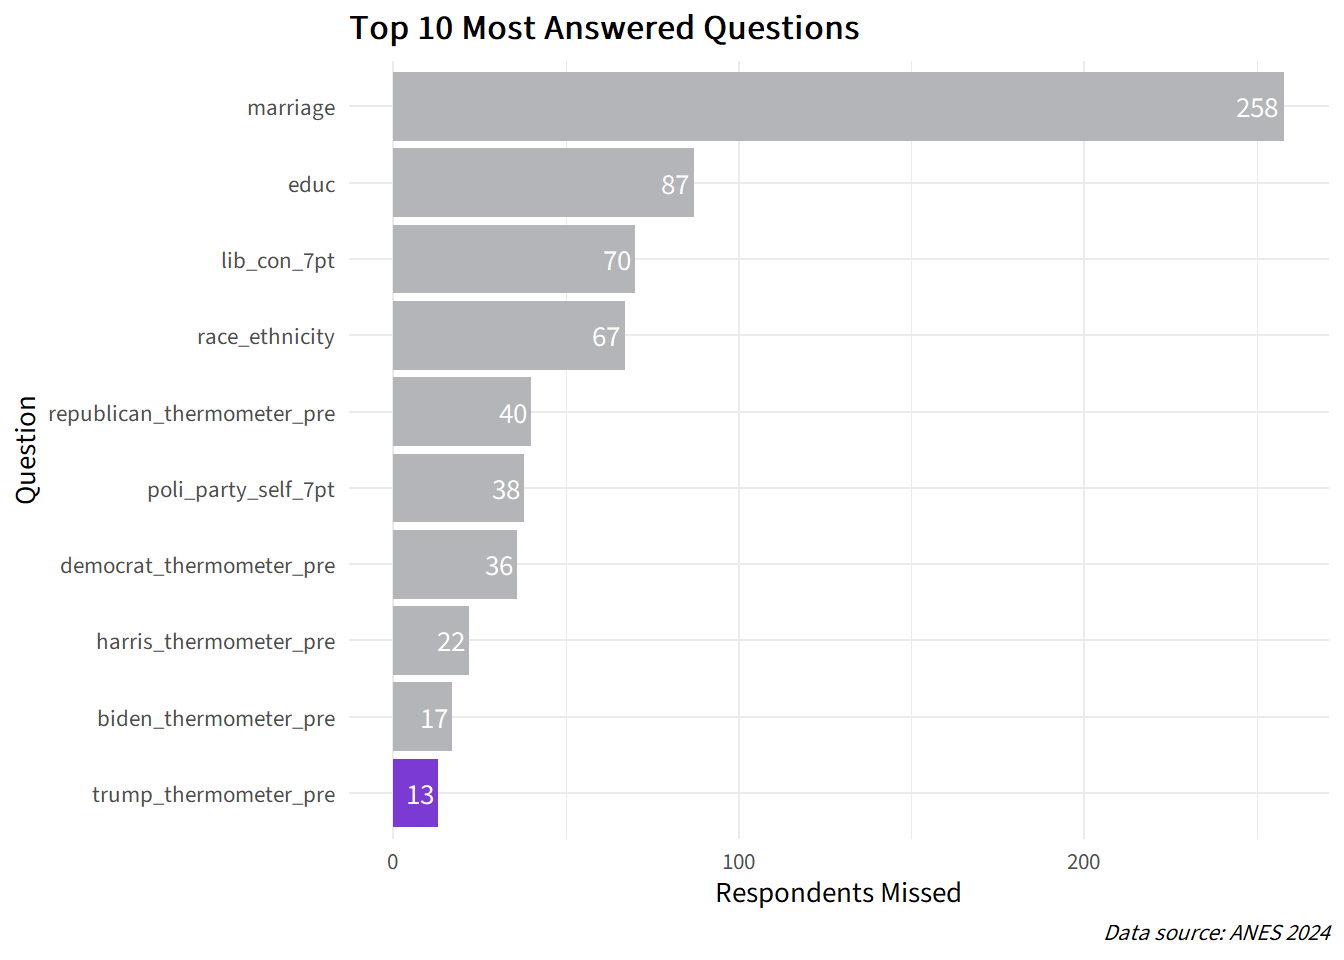 Top 10 Most Answered Questions
marriage 258
educ 87
lib_con_7pt 70
race_ethnicity 67
republican_thermometer_pre 40
poli_party_self_7pt 38
democrat_thermometer_pre 36
harris_thermometer_pre 22
biden_thermometer_pre 17
trump_thermometer_pre 13
Question
0 100 200
Respondents Missed
Data source: ANES 2024